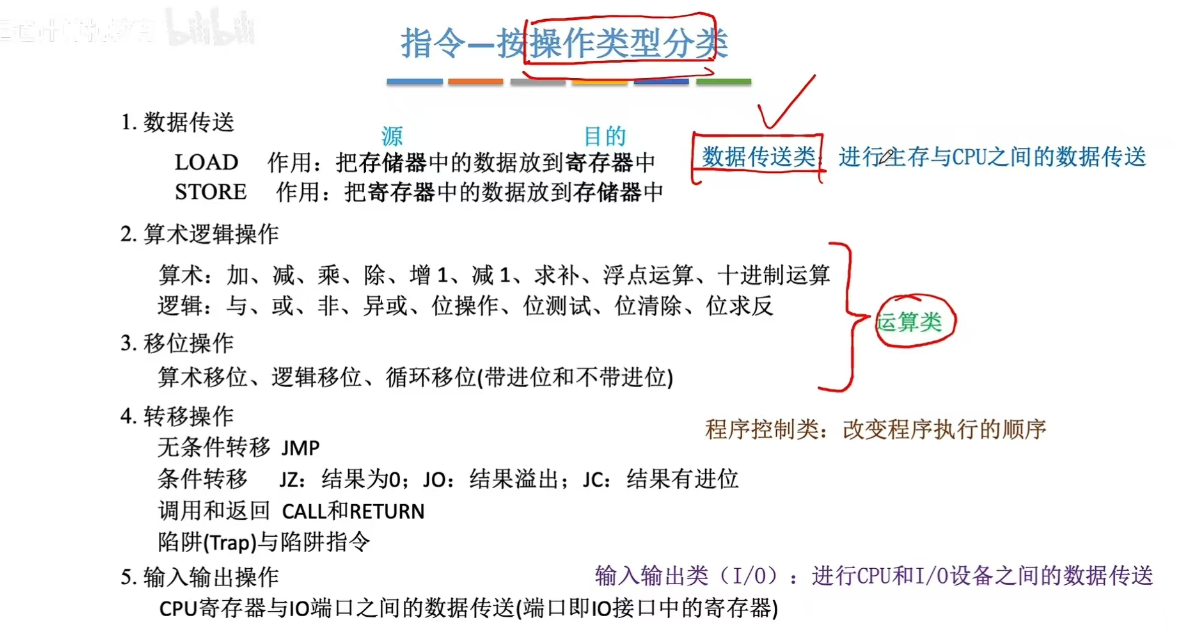 bilibili
指令—按操作类型分类
1. 数据传送
源 目的
LOAD 作用：把存储器中的数据放到寄存器中
数据传送类：进行主存与CPU之间的数据传送
STORE 作用：把寄存器中的数据放到存储器中
2. 算术逻辑操作
算术：加、减、乘、除、增 1、减 1、求补、浮点运算、十进制运算
逻辑：与、或、非、异或、位操作、位测试、位清除、位求反
运算类
3. 移位操作
算术移位、逻辑移位、循环移位(带进位和不带进位)
4. 转移操作
程序控制类：改变程序执行的顺序
无条件转移 JMP
条件转移 JZ：结果为0；JO：结果溢出；JC：结果有进位
调用和返回 CALL和RETURN
陷阱(Trap)与陷阱指令
5. 输入输出操作
输入输出类（I/O）：进行CPU和I/O设备之间的数据传送
CPU寄存器与IO端口之间的数据传送(端口即IO接口中的寄存器)